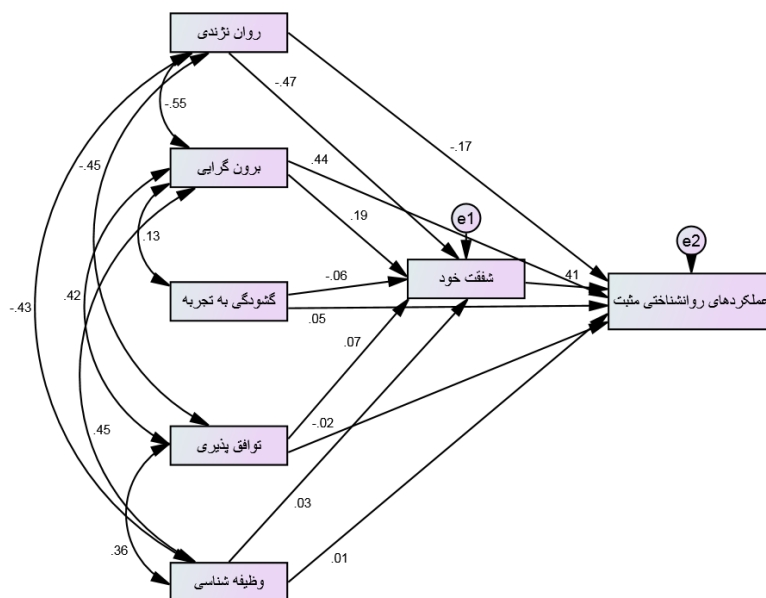 روان نژندی
-.47
-.55
-.17
-.45
.44
برون گرایی
.19
e1
.13
e2
شفقت خود
-.06
.41
گشودگی به تجربه
عملکردهای روانشناختی مثبت
-.43
.42
.05
.07
-.02
توافق پذیری
.45
.03
.36
.01
وظیفه شناسی